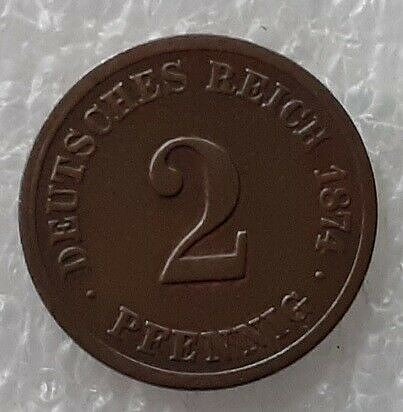 DEUTSCHES REICH 1874
2
PFENNIG